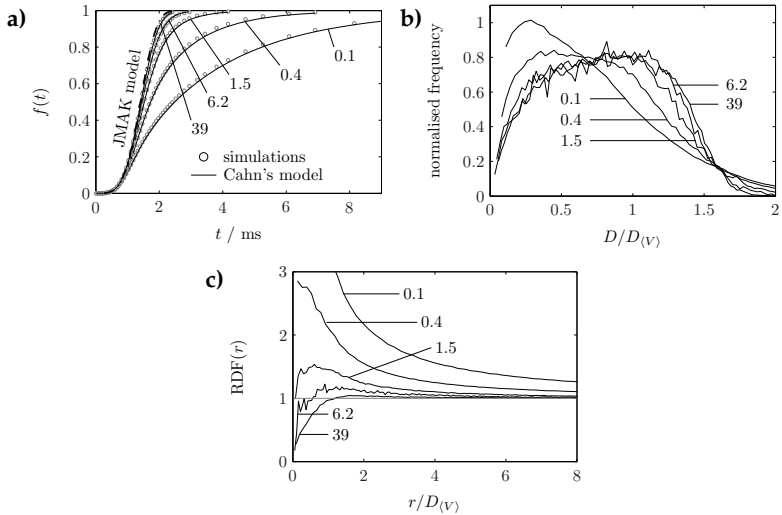 a)
f(t)
1
0.8
0.6
0.4
0.2
0
JMAK model
0.1
0.4
1.5
6.2
39
○ simulations
— Cahn's model
0 2 4 6 8
t / ms
b)
normalised frequency
1
0.8
0.6
0.4
0.2
0
0.1
0.4
1.5
6.2
39
0 0.5 1 1.5 2
D/D⟨V⟩
c)
RDF(r)
3
2
1
0
0.1
0.4
1.5
6.2
39
0 2 4 6 8
r/D⟨V⟩